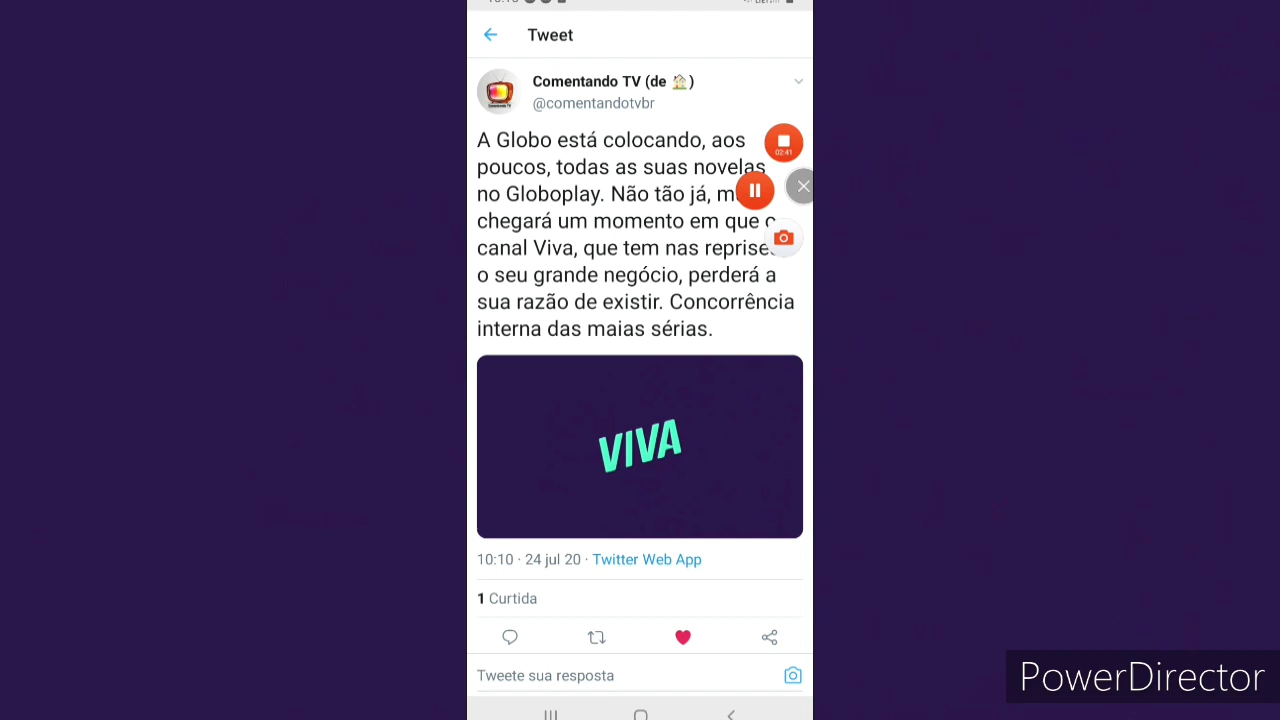 Tweet
Comentando TV (de 🏠)
@comentandotvbr
A Globo está colocando, aos
02:41
poucos, todas as suas novelas
no Globoplay. Não tão já,
chegará um momento em que
canal Viva, que tem nas
o seu grande negócio, perderá a
sua razão de existir. Concorrência
interna das maias sérias.
VIVA
10:10 · 24 jul 20 · Twitter Web App
1 Curtida
Tweete sua resposta
PowerDirector